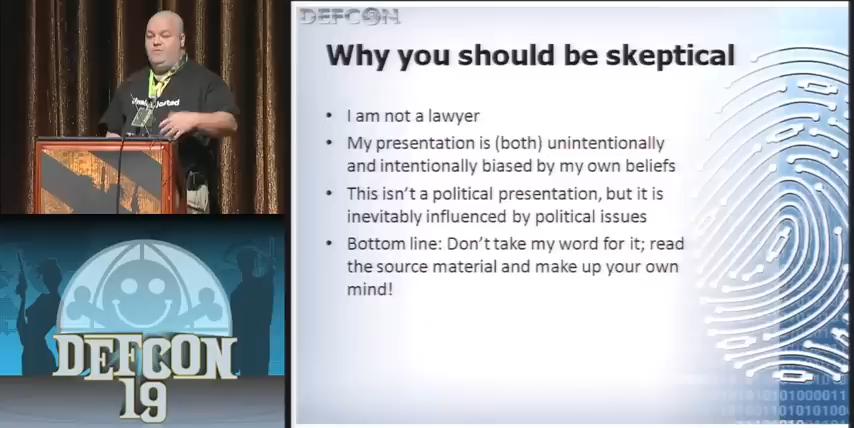 DEFCON
Why you should be skeptical
• I am not a lawyer
• My presentation is (both) unintentionally
and intentionally biased by my own beliefs
• This isn't a political presentation, but it is
inevitably influenced by political issues
• Bottom line: Don't take my word for it; read
the source material and make up your own
mind!
DEFCON
19